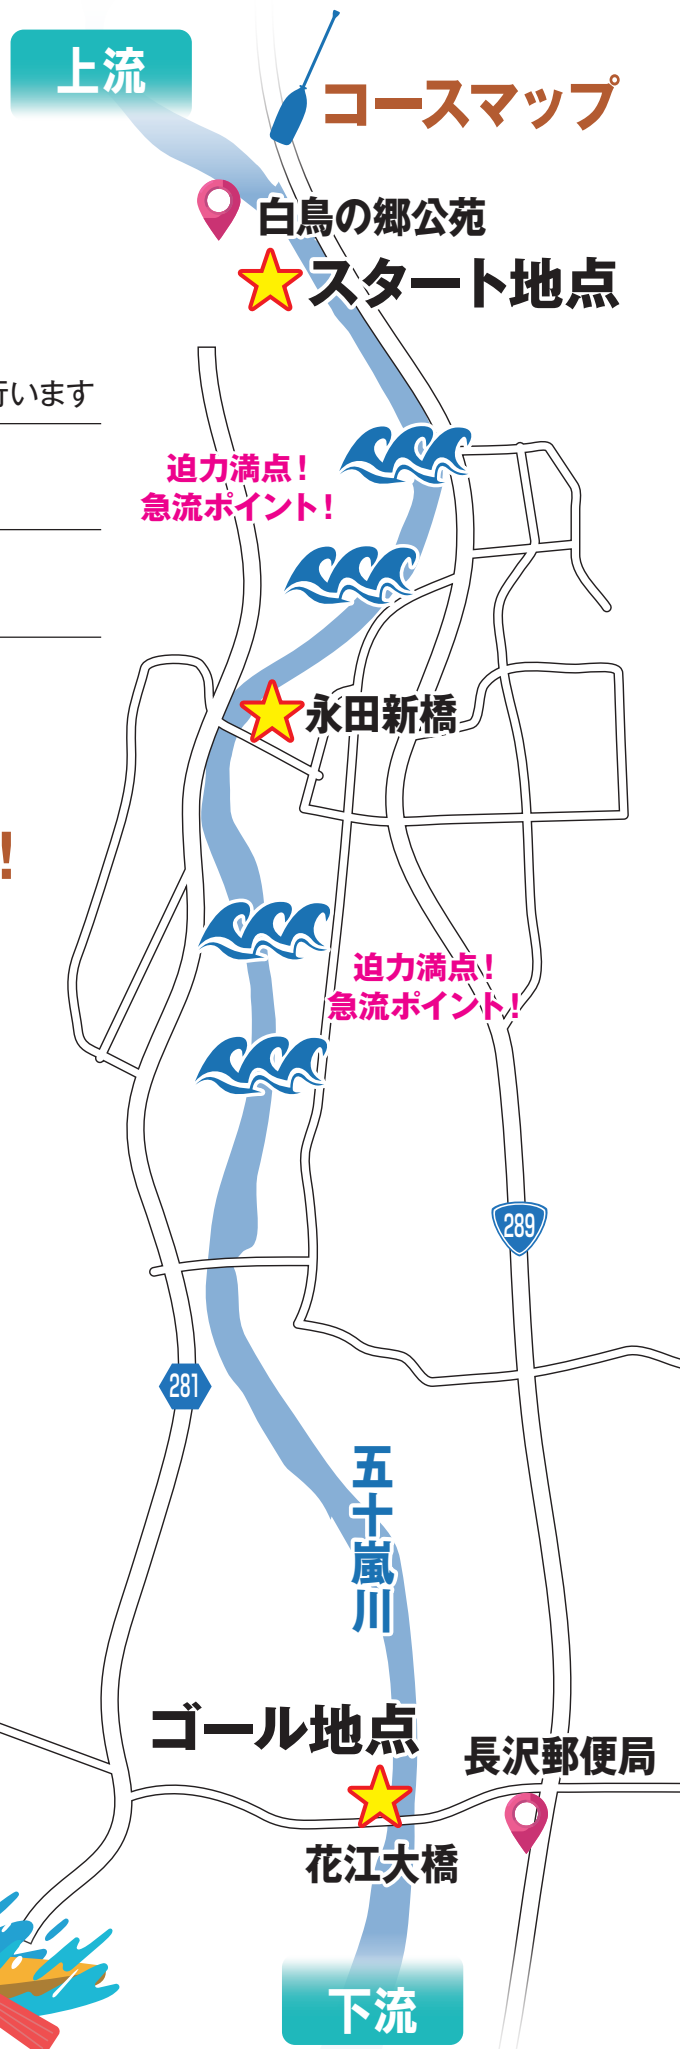 上流
コースマップ
白鳥の郷公苑
スタート地点
行います
迫力満点!
急流ポイント!
永田新橋
!
迫力満点!
急流ポイント!
289
281
五十嵐川
ゴール地点
長沢郵便局
花江大橋
下流